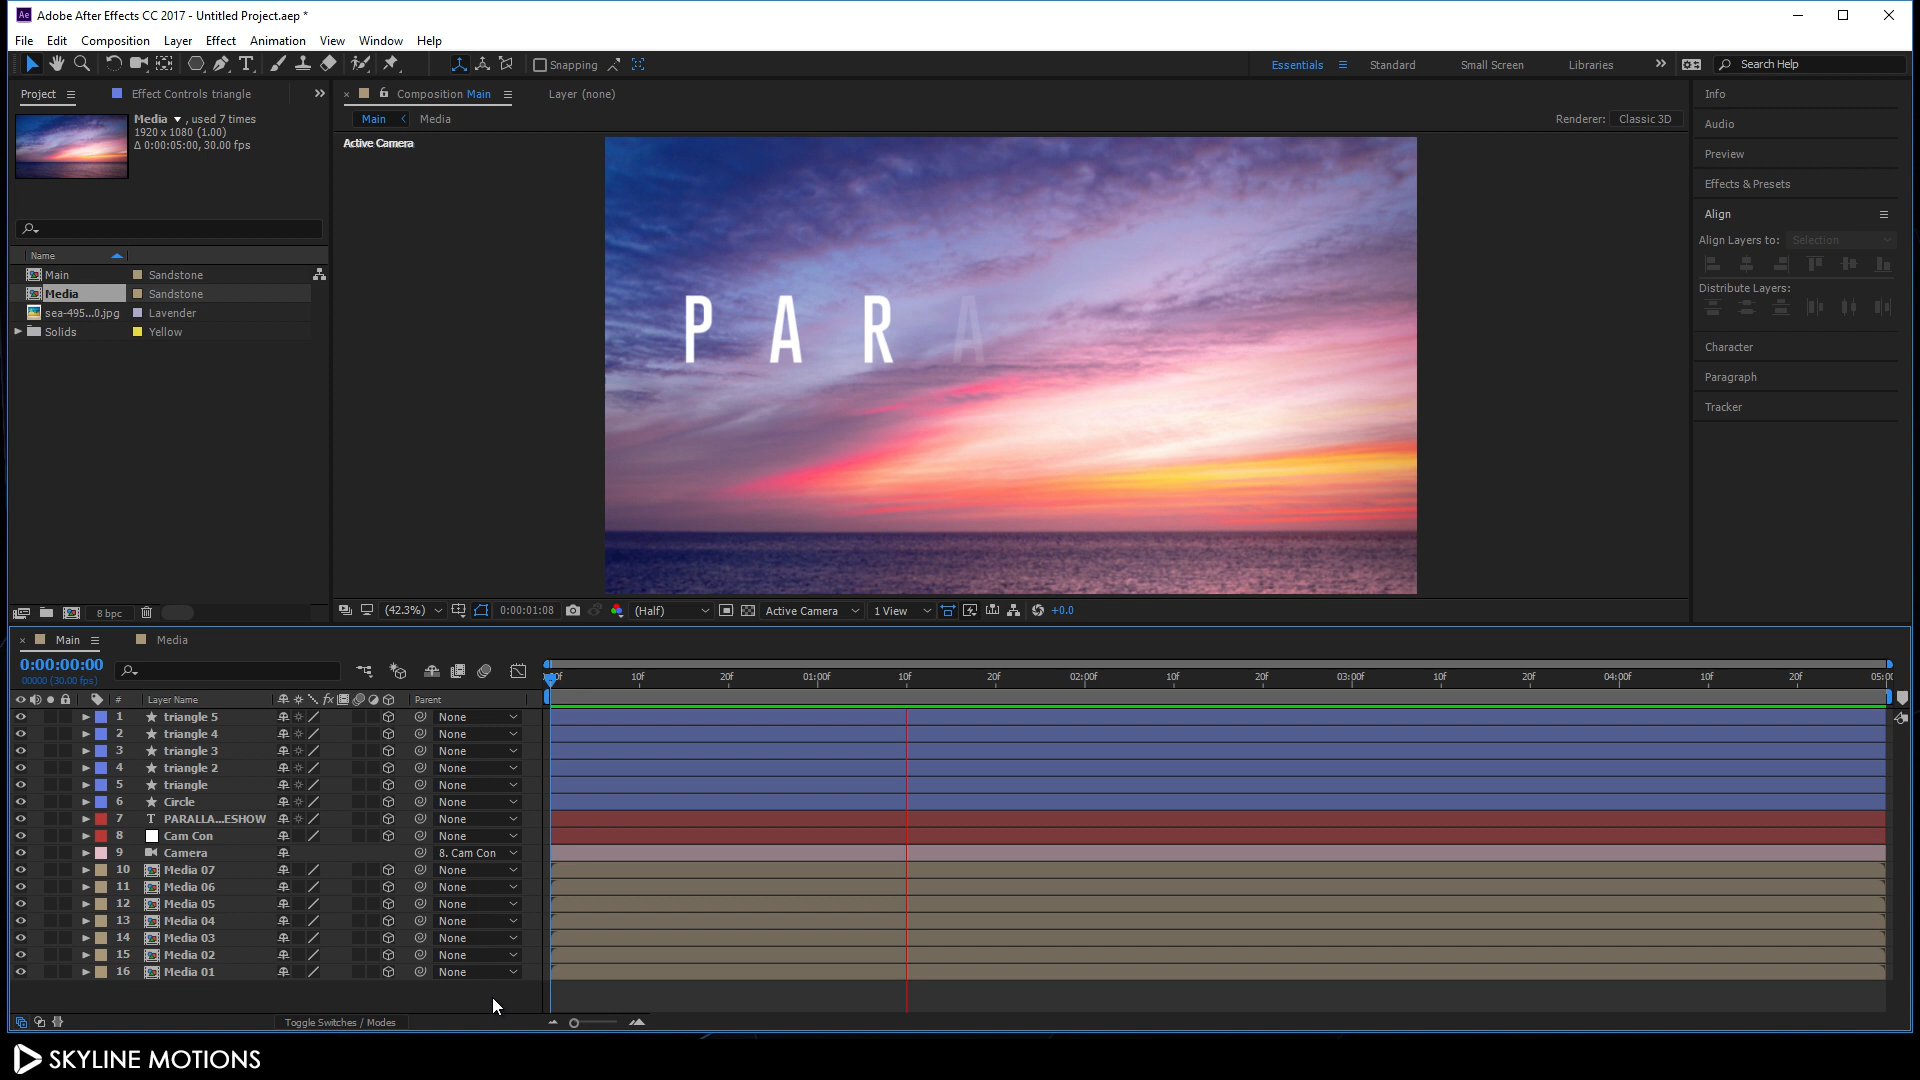 Ae Adobe After Effects CC 2017 - Untitled Project.aep *
File Edit Composition Layer Effect Animation View Window Help
Snapping Essentials Standard Small Screen Libraries Search Help
Project Effect Controls triangle
Media , used 7 times
1920 x 1080 (1.00)
Δ 0:00:05:00, 30.00 fps
Name
Main Sandstone
Media Sandstone
sea-495...0.jpg Lavender
Solids Yellow
8 bpc
Composition Main Layer (none)
Main Media Renderer: Classic 3D
Active Camera
PARA
(42.3%) 0:00:01:08 (Half) Active Camera 1 View +0.0
Info
Audio
Preview
Effects & Presets
Align
Align Layers to: Selection
Distribute Layers:
Character
Paragraph
Tracker
Main Media
0:00:00:00
00000 (30.00 fps)
10f 20f 01:00f 10f 20f 02:00f 10f 20f 03:00f 10f 20f 04:00f 10f 20f
# Layer Name fx Parent
1 triangle 5 None
2 triangle 4 None
3 triangle 3 None
4 triangle 2 None
5 triangle None
6 Circle None
7 T PARALLA...ESHOW None
8 Cam Con None
9 Camera 8. Cam Con
10 Media 07 None
11 Media 06 None
12 Media 05 None
13 Media 04 None
14 Media 03 None
15 Media 02 None
16 Media 01 None
Toggle Switches / Modes
SKYLINE MOTIONS